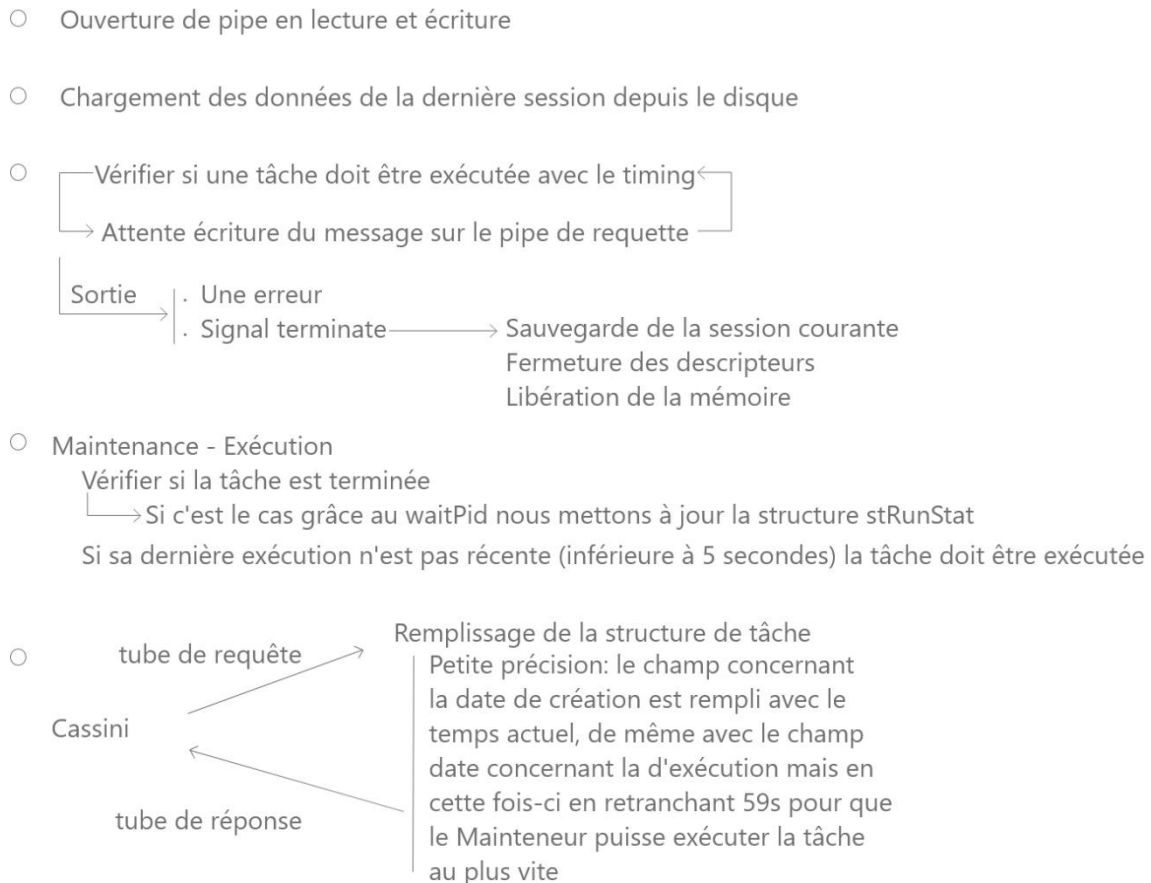 Ouverture de pipe en lecture et écriture
Chargement des données de la dernière session depuis le disque
Vérifier si une tâche doit être exécutée avec le timing
Attente écriture du message sur le pipe de requette
Sortie
. Une erreur
. Signal terminate
Sauvegarde de la session courante
Fermeture des descripteurs
Libération de la mémoire
Maintenance - Exécution
Vérifier si la tâche est terminée
Si c'est le cas grâce au waitPid nous mettons à jour la structure stRunStat
Si sa dernière exécution n'est pas récente (inférieure à 5 secondes) la tâche doit être exécutée
tube de requête
Cassini
tube de réponse
Remplissage de la structure de tâche
Petite précision: le champ concernant
la date de création est rempli avec le
temps actuel, de même avec le champ
date concernant la d'exécution mais en
cette fois-ci en retranchant 59s pour que
le Mainteneur puisse exécuter la tâche
au plus vite